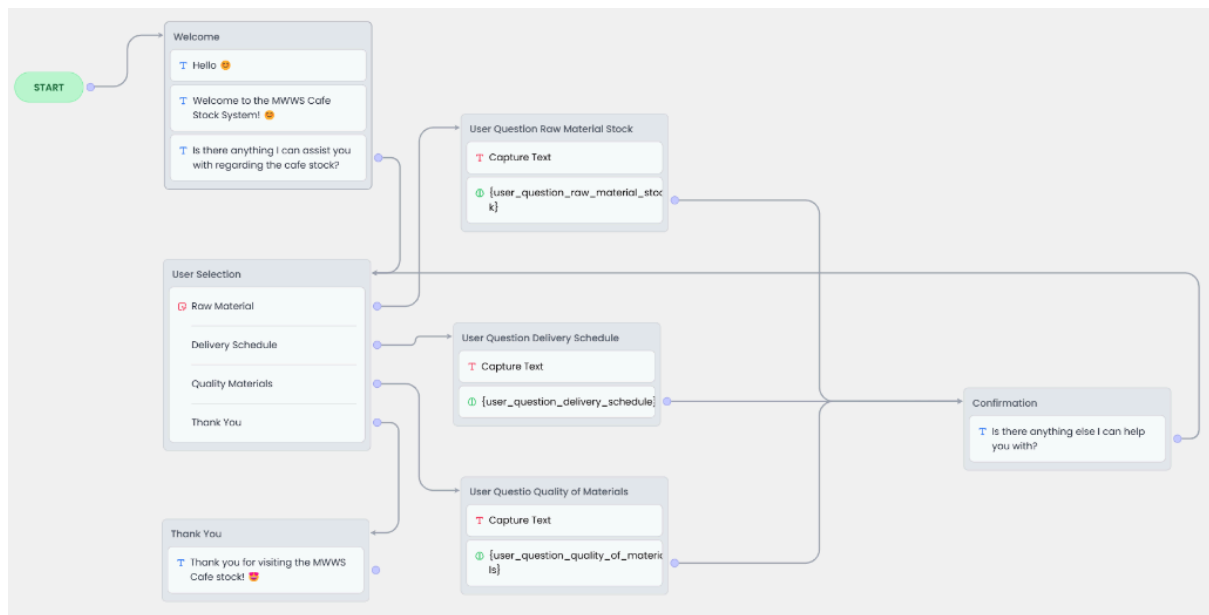 START
Welcome
Hello 😊
Welcome to the MWWS Cafe
Stock System! 😊
Is there anything I can assist you
with regarding the cafe stock?
User Selection
Raw Material
Delivery Schedule
Quality Materials
Thank You
Thank You
Thank you for visiting the MWWS
Cafe stock! 🤩
User Question Raw Material Stock
Capture Text
{user_question_raw_material_stoc
k}
User Question Delivery Schedule
Capture Text
{user_question_delivery_schedule}
User Questio Quality of Materials
Capture Text
{user_question_quality_of_materia
ls}
Confirmation
Is there anything else I can help
you with?